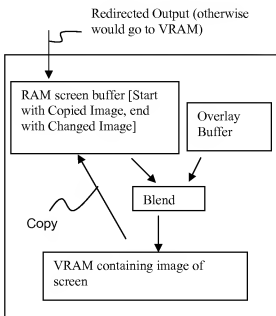 Redirected Output (otherwise
would go to VRAM)
RAM screen buffer [Start
with Copied Image, end
with Changed Image]
Overlay
Buffer
Blend
Copy
VRAM containing image of
screen